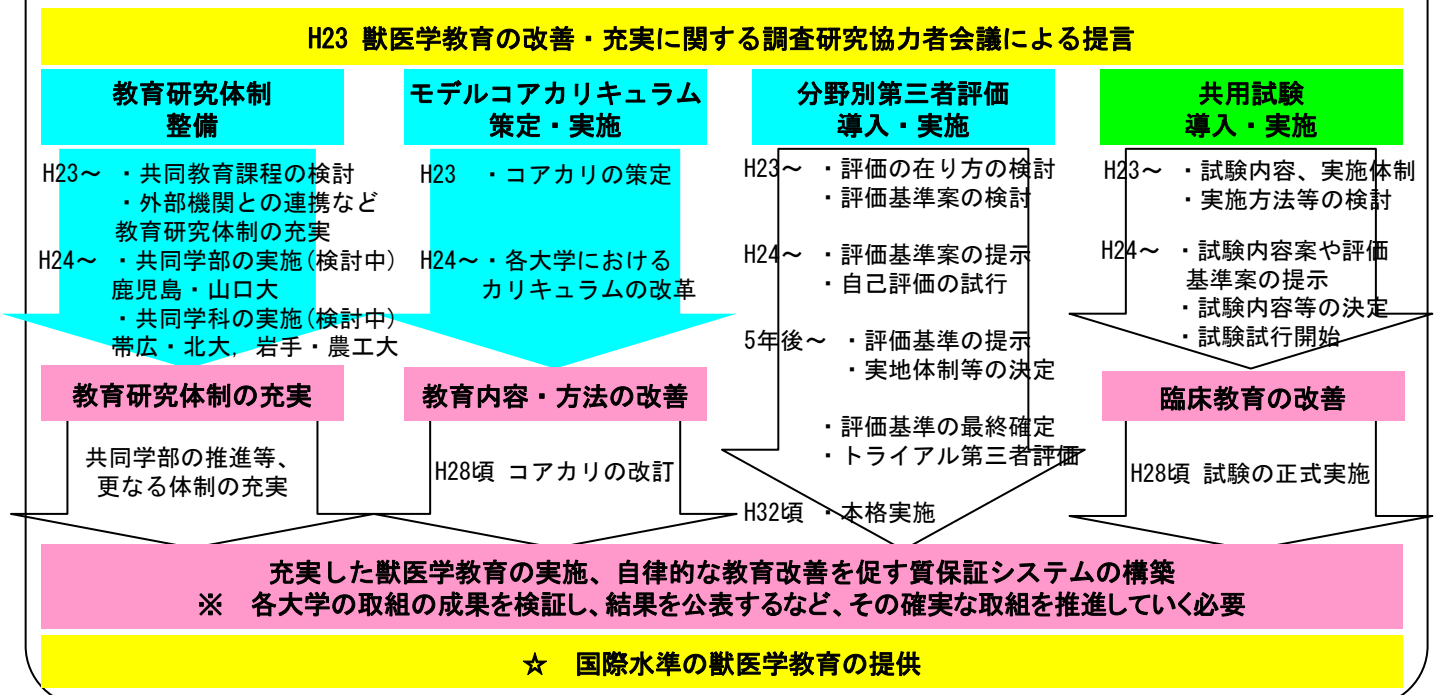 H23 獣医学教育の改善・充実に関する調査研究協力者会議による提言
教育研究体制
整備
H23～ ・共同教育課程の検討
・外部機関との連携など
教育研究体制の充実
H24～ ・共同学部の実施(検討中)
鹿児島・山口大
・共同学科の実施(検討中)
帯広・北大, 岩手・農工大
教育研究体制の充実
共同学部の推進等、
更なる体制の充実
モデルコアカリキュラム
策定・実施
H23 ・コアカリの策定
H24～・各大学における
カリキュラムの改革
教育内容・方法の改善
H28頃 コアカリの改訂
分野別第三者評価
導入・実施
H23～ ・評価の在り方の検討
・評価基準案の検討
H24～ ・評価基準案の提示
・自己評価の試行
5年後～ ・評価基準の提示
・実地体制等の決定
・評価基準の最終確定
・トライアル第三者評価
H32頃 ・本格実施
共用試験
導入・実施
H23～ ・試験内容、実施体制
・実施方法等の検討
H24～ ・試験内容案や評価
基準案の提示
・試験内容等の決定
・試験試行開始
臨床教育の改善
H28頃 試験の正式実施
充実した獣医学教育の実施、自律的な教育改善を促す質保証システムの構築
※ 各大学の取組の成果を検証し、結果を公表するなど、その確実な取組を推進していく必要
☆ 国際水準の獣医学教育の提供